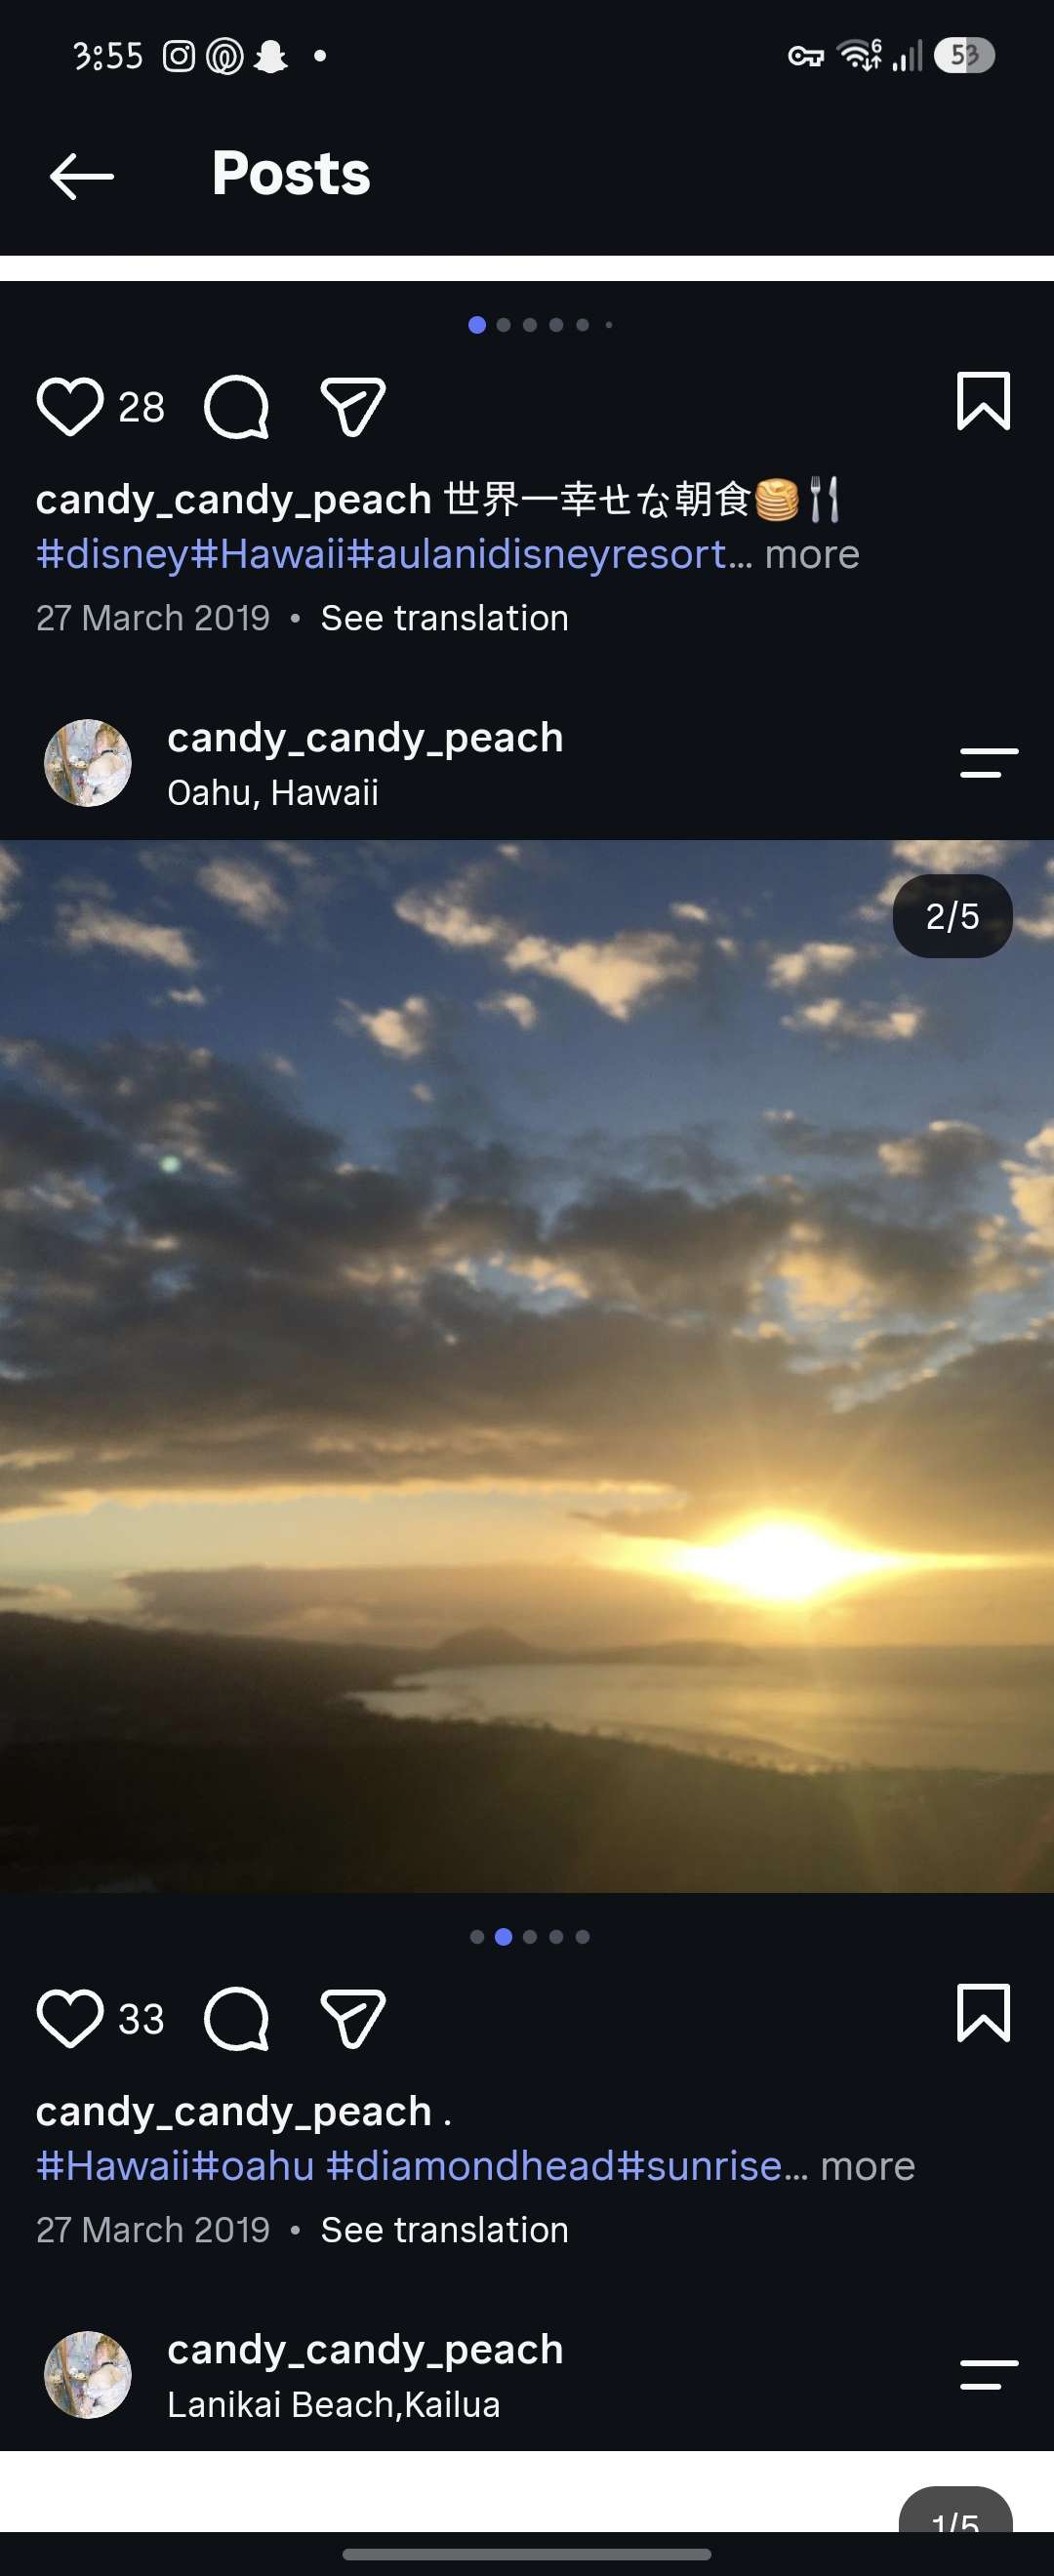 3:55
53
Posts
28
candy_candy_peach 世界一幸せな朝食🥞🍴
#disney#Hawaii#aulanidisneyresort... more
27 March 2019 • See translation
candy_candy_peach
Oahu, Hawaii
2/5
33
candy_candy_peach .
#Hawaii#oahu #diamondhead#sunrise... more
27 March 2019 • See translation
candy_candy_peach
Lanikai Beach,Kailua
1/5